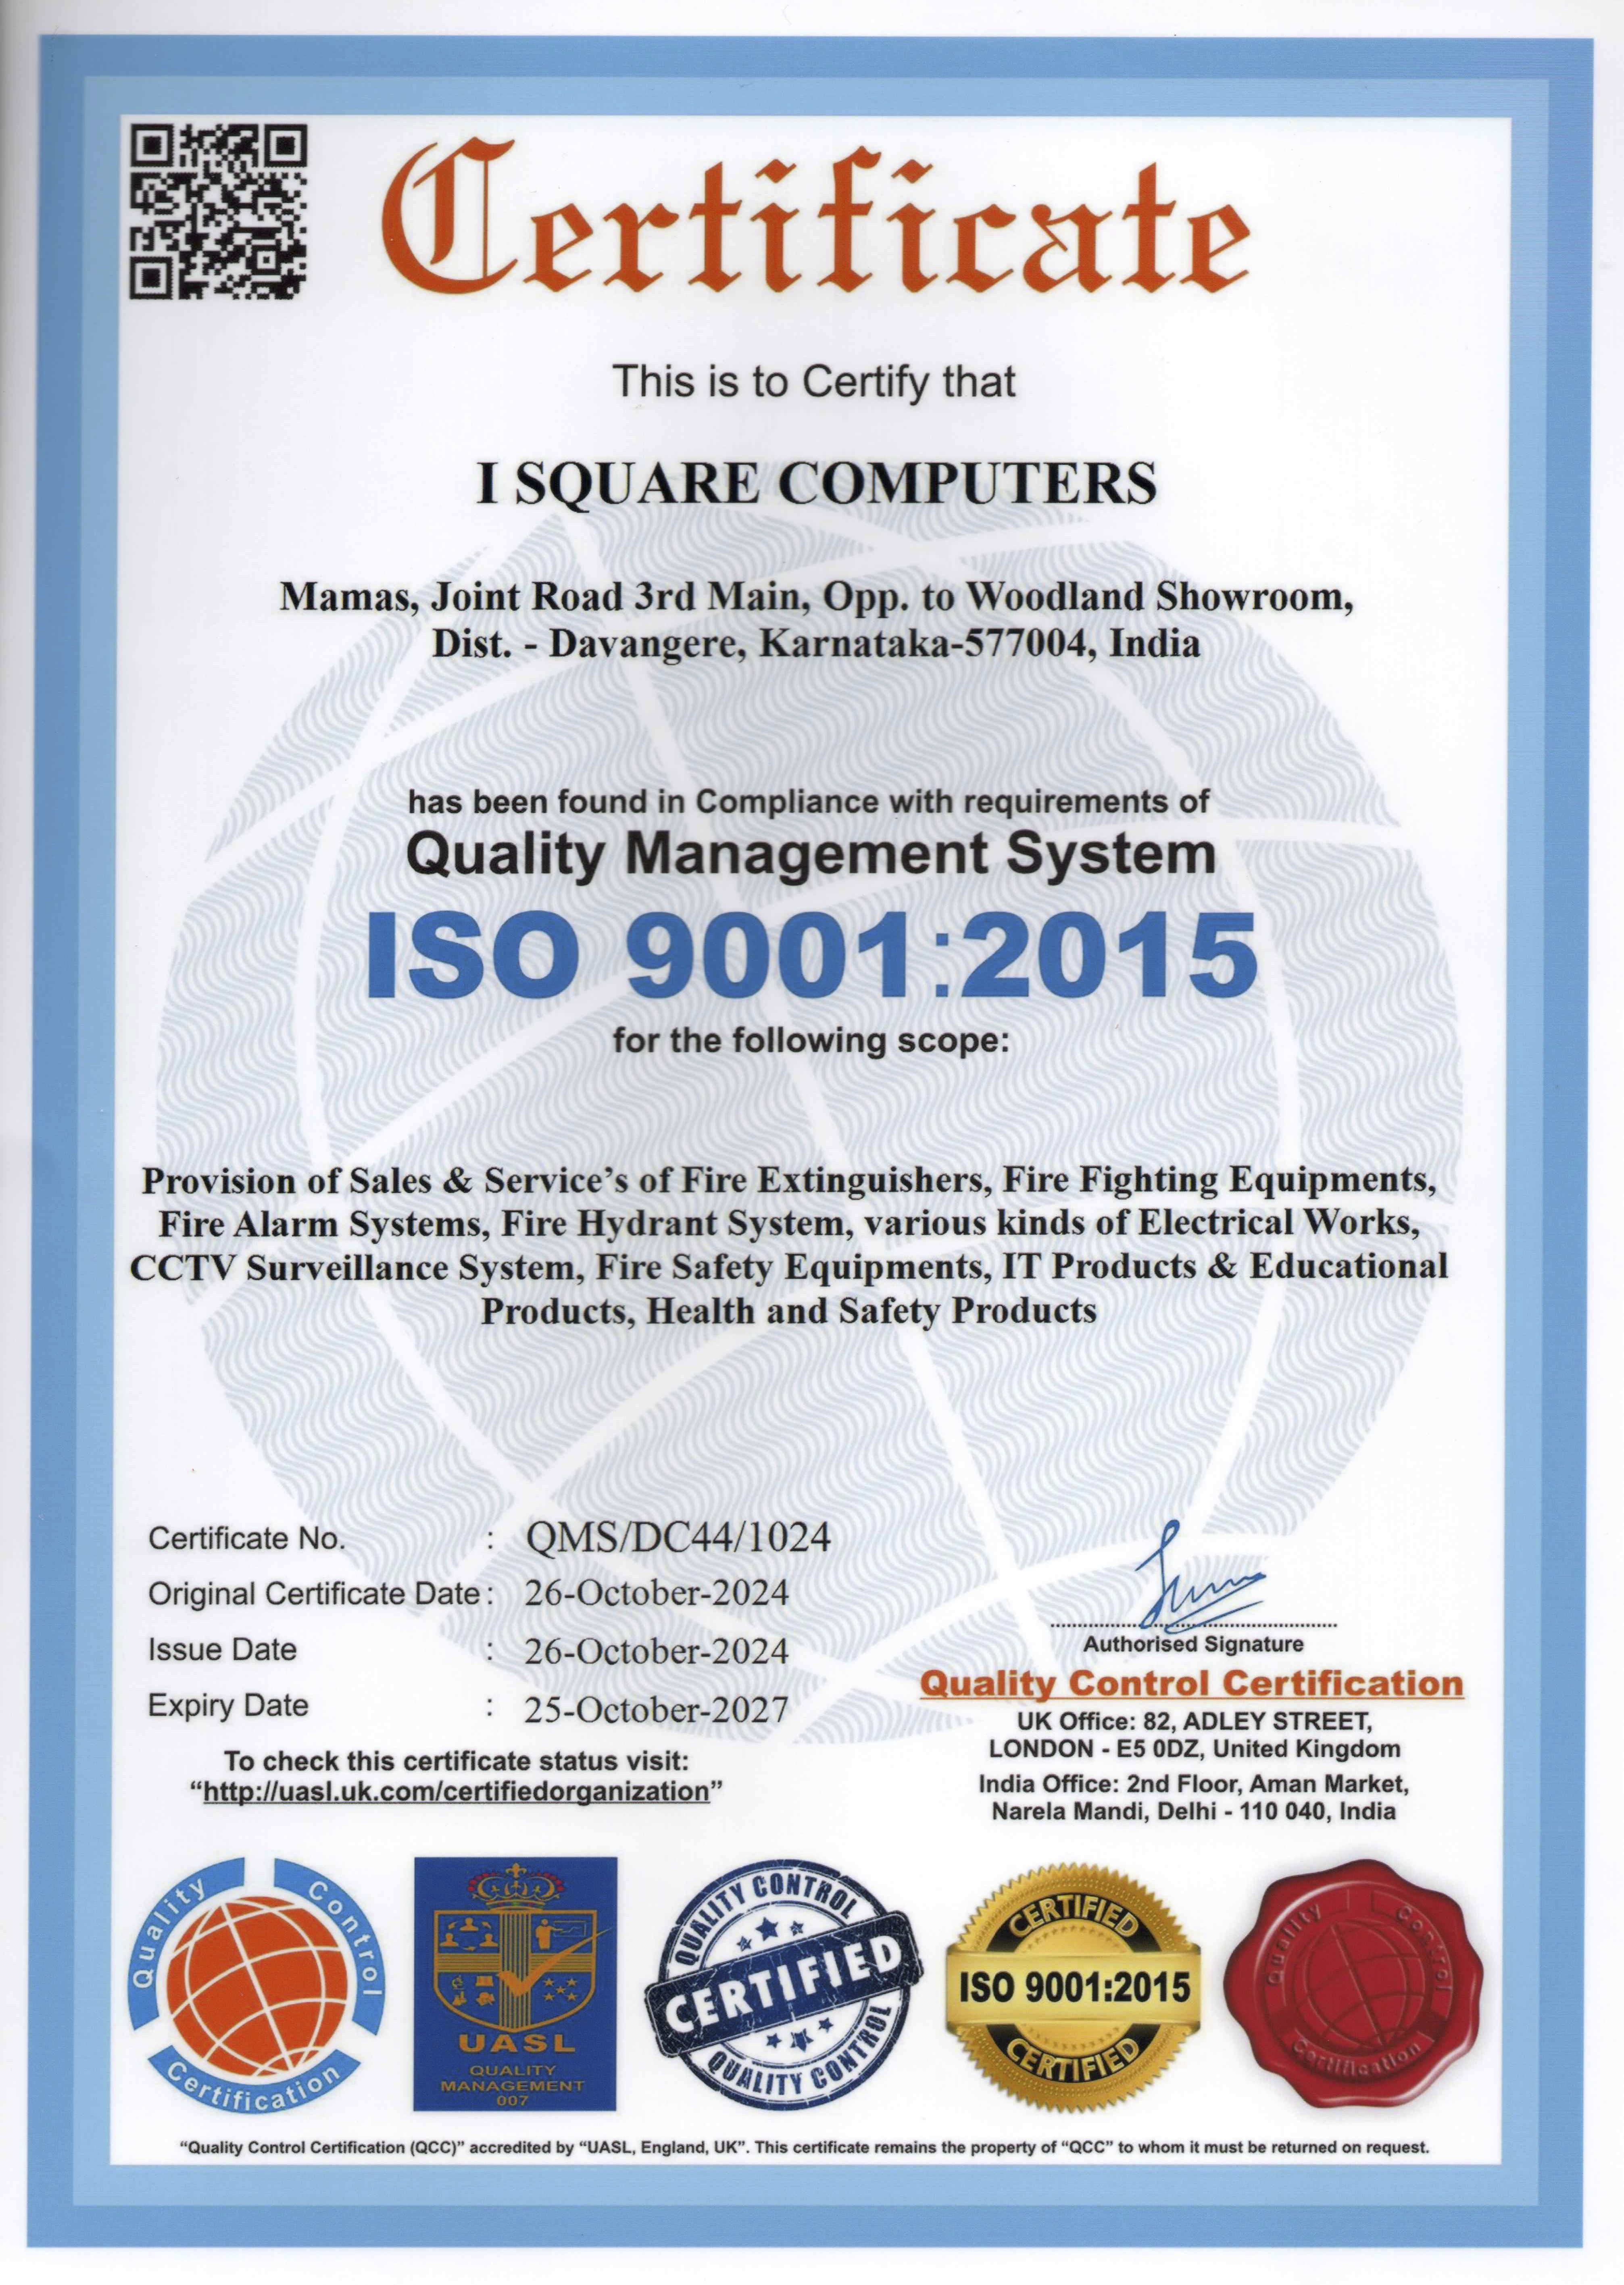 Certificate
This is to Certify that
I SQUARE COMPUTERS
Mamas, Joint Road 3rd Main, Opp. to Woodland Showroom,
Dist. - Davangere, Karnataka-577004, India
has been found in Compliance with requirements of
Quality Management System
ISO 9001:2015
for the following scope:
Provision of Sales & Service’s of Fire Extinguishers, Fire Fighting Equipments,
Fire Alarm Systems, Fire Hydrant System, various kinds of Electrical Works,
CCTV Surveillance System, Fire Safety Equipments, IT Products & Educational
Products, Health and Safety Products
Certificate No. : QMS/DC44/1024
Original Certificate Date : 26-October-2024
Issue Date : 26-October-2024
Expiry Date : 25-October-2027
To check this certificate status visit:
“http://uasl.uk.com/certifiedorganization”
Authorised Signature
Quality Control Certification
UK Office: 82, ADLEY STREET,
LONDON - E5 0DZ, United Kingdom
India Office: 2nd Floor, Aman Market,
Narela Mandi, Delhi - 110 040, India
Quality Control
Certification
UASL
QUALITY
MANAGEMENT
007
QUALITY CONTROL
CERTIFIED
QUALITY CONTROL
CERTIFIED
ISO 9001:2015
CERTIFIED
Quality Control
Certification
“Quality Control Certification (QCC)” accredited by “UASL, England, UK”. This certificate remains the property of “QCC” to whom it must be returned on request.